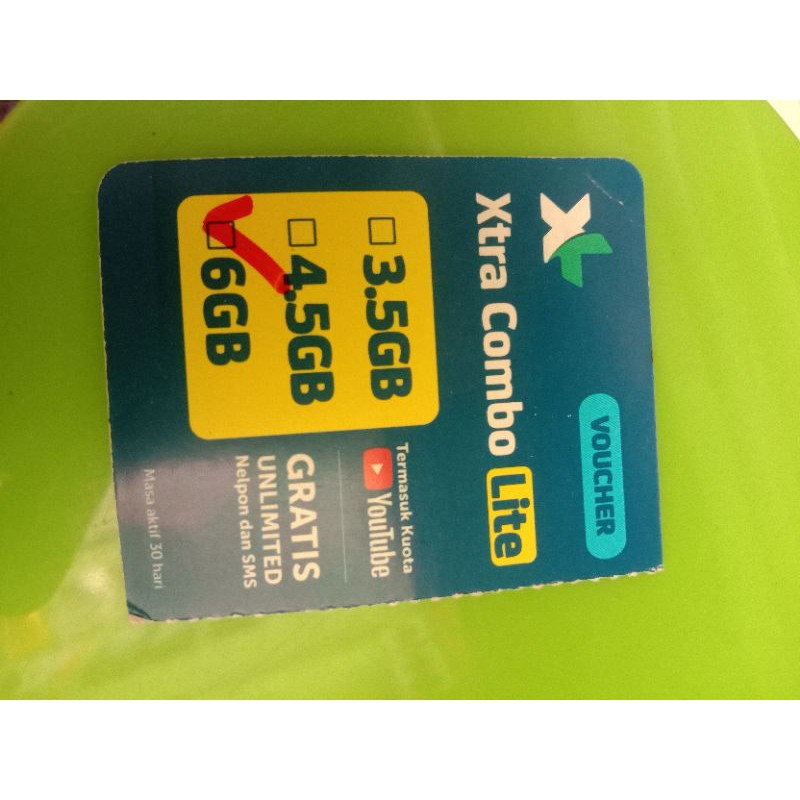 XL
VOUCHER
Xtra Combo Lite
3.5GB
4.5GB
6GB
Termasuk Kuota
YouTube
GRATIS
UNLIMITED
Nelpon dan SMS
Masa aktif 30 hari